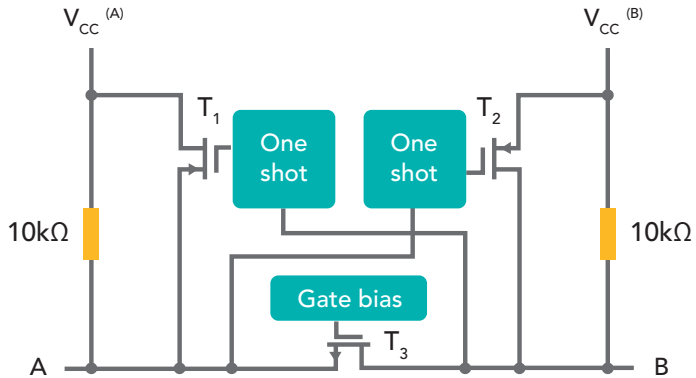 VCC (A)
VCC (B)
T1
One
shot
One
shot
T2
10kΩ
10kΩ
Gate bias
T3
A
B